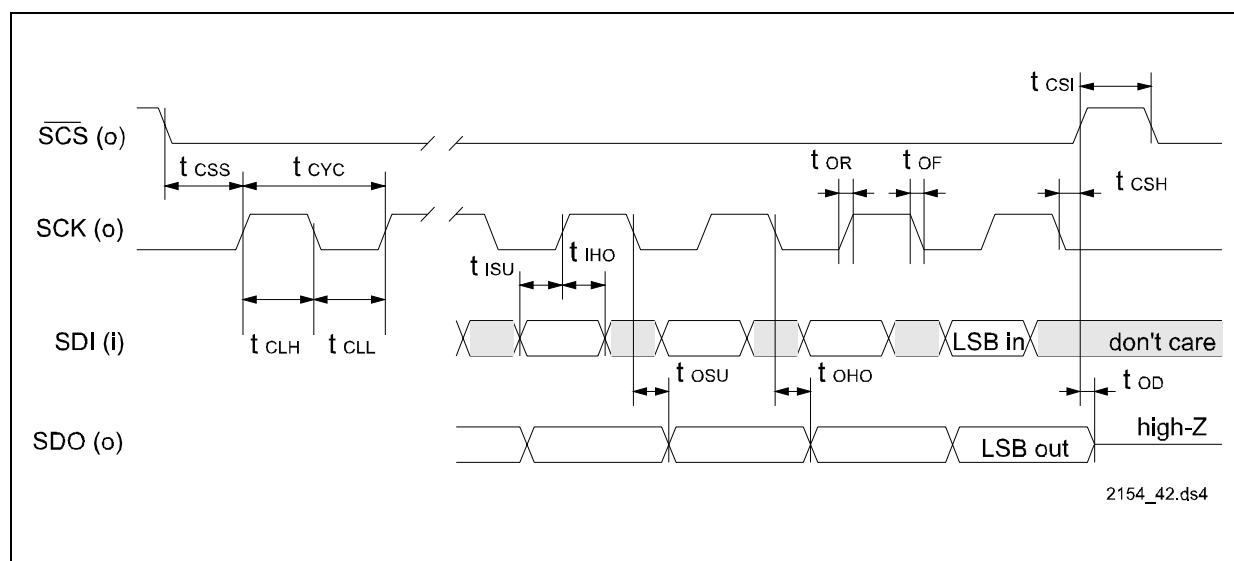 t CSI
SCS (o)
t CSS
t CYC
t OR
t OF
t CSH
SCK (o)
t ISU
t IHO
t CLH
t CLL
SDI (i)
LSB in
don't care
t OSU
t OHO
t OD
SDO (o)
LSB out
high-Z
2154_42.ds4